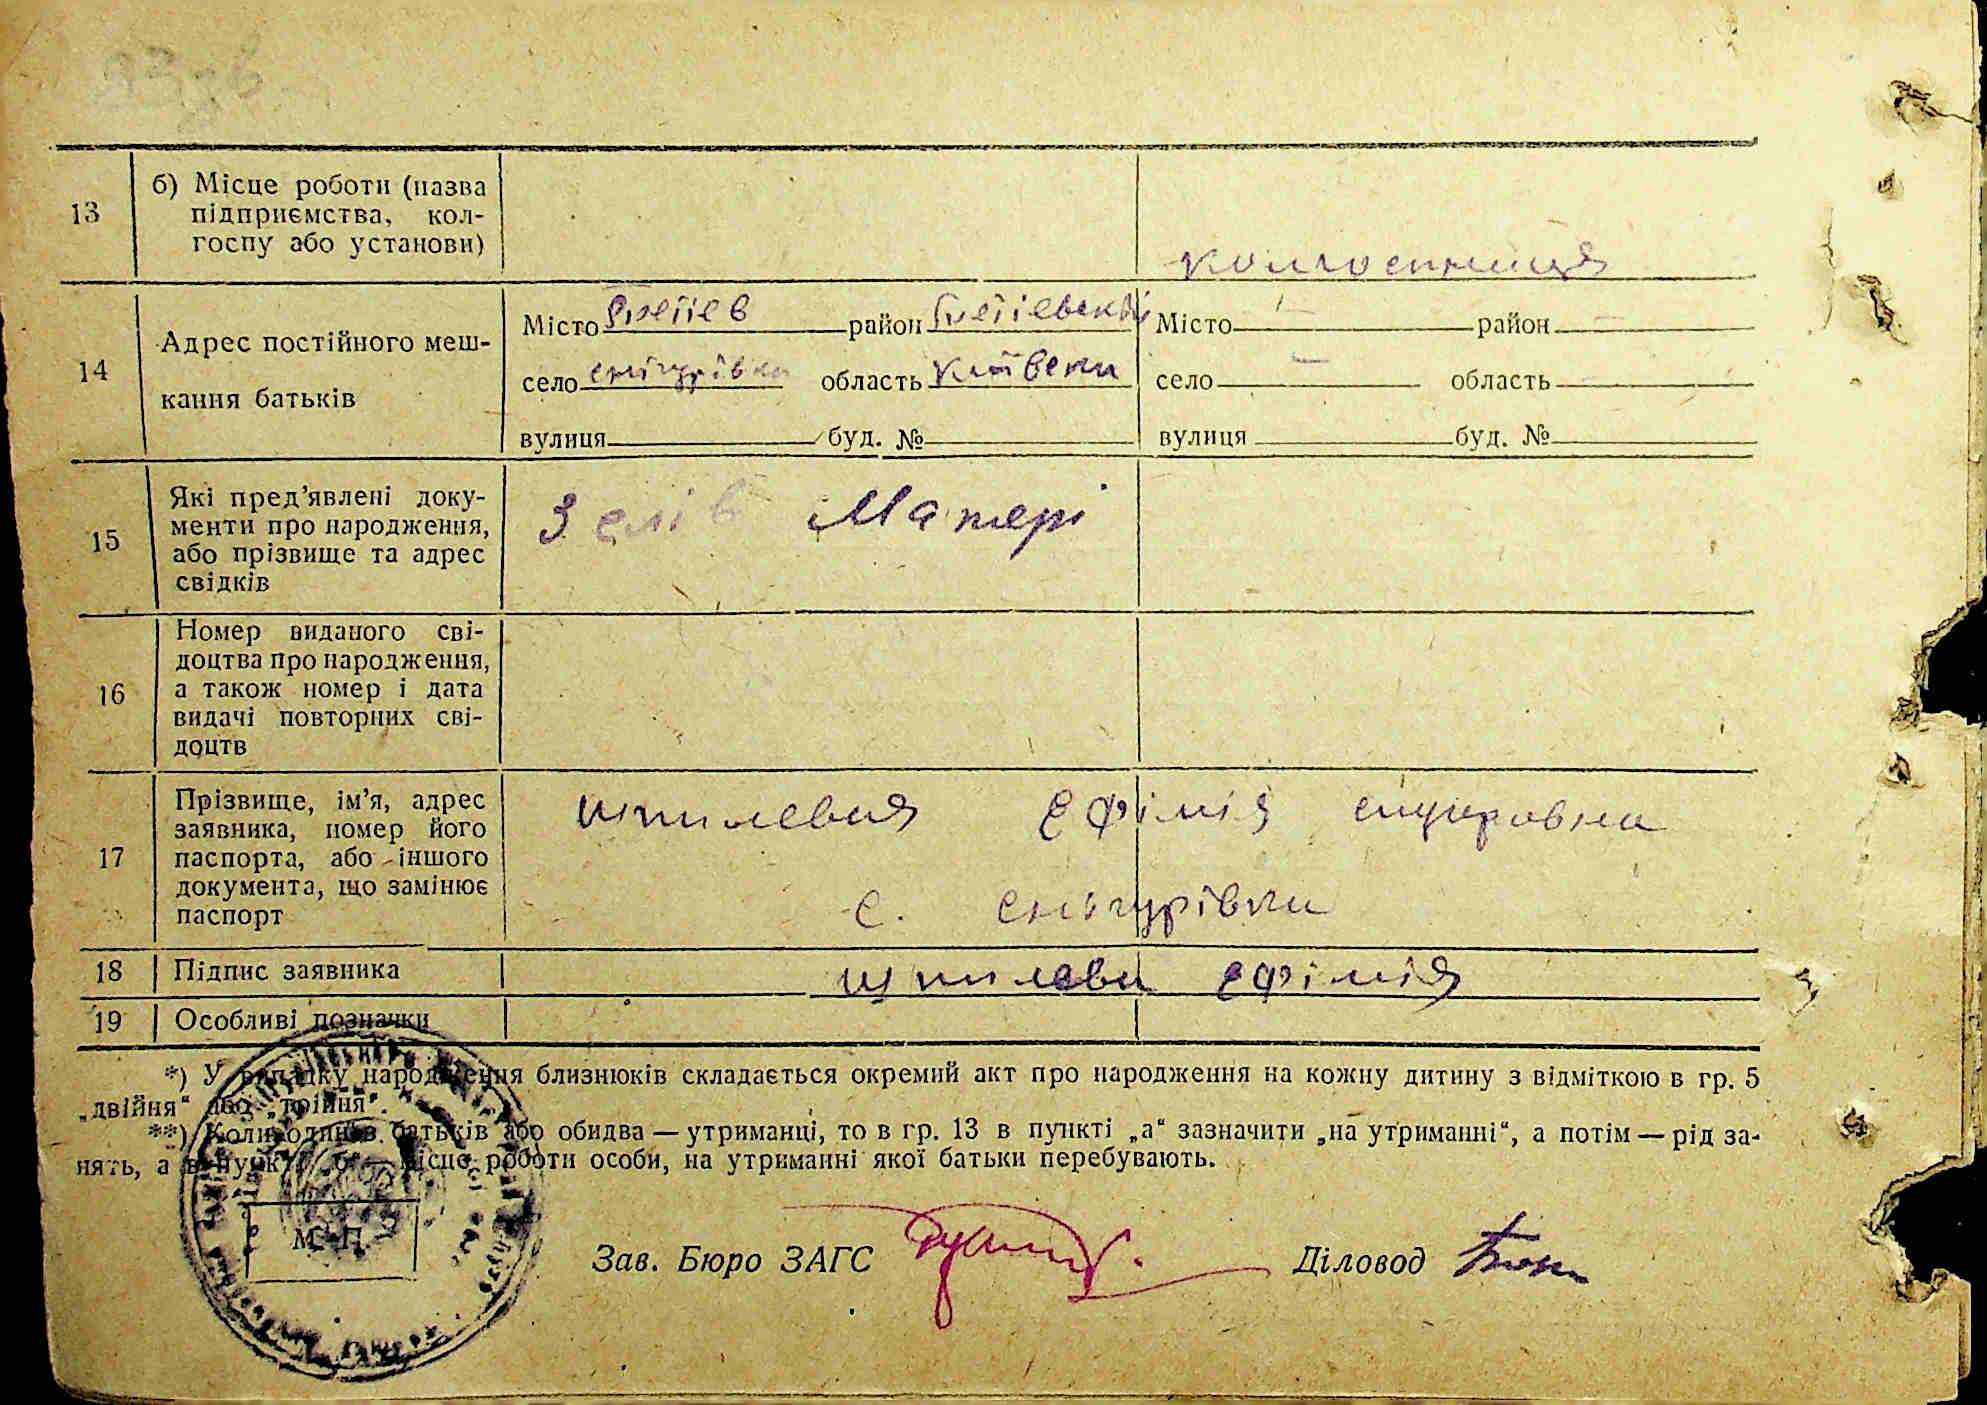 13
б) Місце роботи (назва
підприємства, кол-
госпу або установи)
колгоспниця
14
Адрес постійного меш-
кання батьків
Місто район
село снігурівка область київськи
вулиця буд. №
Місто — район —
село — область
вулиця буд. №
15
Які пред’явлені доку-
менти про народження,
або прізвище та адрес
свідків
З слів Матері
16
Номер виданого сві-
доцтва про народження,
а також номер і дата
видачі повторних сві-
доцтв
17
Прізвище, ім’я, адрес
заявника, номер його
паспорта, або іншого
документа, що замінює
паспорт
шпилевая єфімія
с. снігурівки
18 Підпис заявника шпилева єфімія
19 Особливі позначки
*) У випадку народження близнюків складається окремий акт про народження на кожну дитину з відміткою в гр. 5
„двійня“ або „трійня“.
**) Коли один з батьків або обидва — утриманці, то в гр. 13 в пункті „а“ зазначити „на утриманні“, а потім — рід за-
нять, а в пункті „б“ — місце роботи особи, на утриманні якої батьки перебувають.
М. П.
Зав. Бюро ЗАГС Діловод